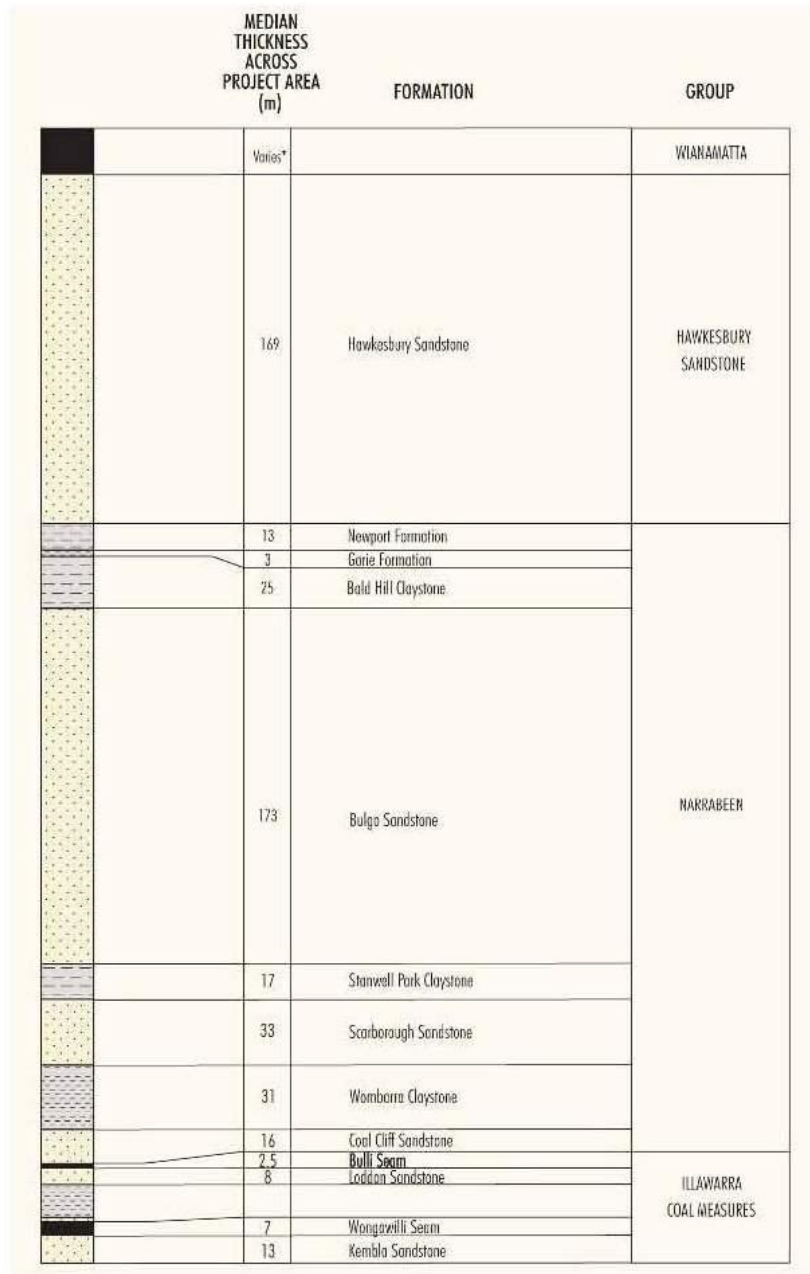 MEDIAN
THICKNESS
ACROSS
PROJECT AREA
(m)
FORMATION
GROUP
Varies*
WIANAMATTA
169
Hawkesbury Sandstone
HAWKESBURY
SANDSTONE
13
Newport Formation
3
Garie Formation
25
Bald Hill Claystone
173
Bulgo Sandstone
NARRABEEN
17
Stanwell Park Claystone
33
Scarborough Sandstone
31
Wombarra Claystone
16
Coal Cliff Sandstone
2.5
Bulli Seam
8
Loddon Sandstone
ILLAWARRA
COAL MEASURES
7
Wongawilli Seam
13
Kembla Sandstone